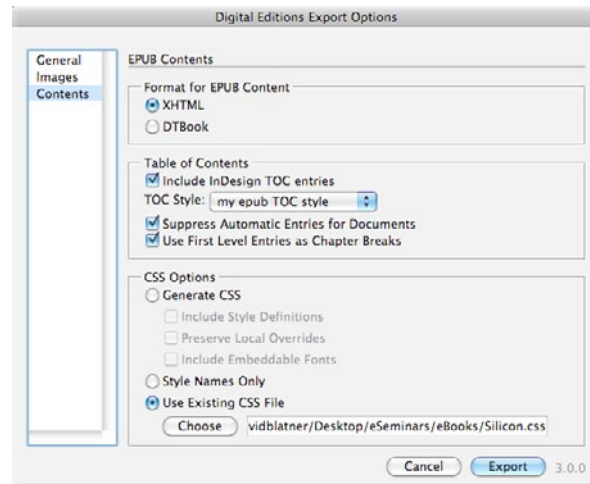 Digital Editions Export Options
General
Images
Contents
EPUB Contents
Format for EPUB Content
XHTML
DTBook
Table of Contents
Include InDesign TOC entries
TOC Style: my epub TOC style
Suppress Automatic Entries for Documents
Use First Level Entries as Chapter Breaks
CSS Options
Generate CSS
Include Style Definitions
Preserve Local Overrides
Include Embeddable Fonts
Style Names Only
Use Existing CSS File
Choose vidblatner/Desktop/eSeminars/eBooks/Silicon.css
Cancel Export 3.0.0